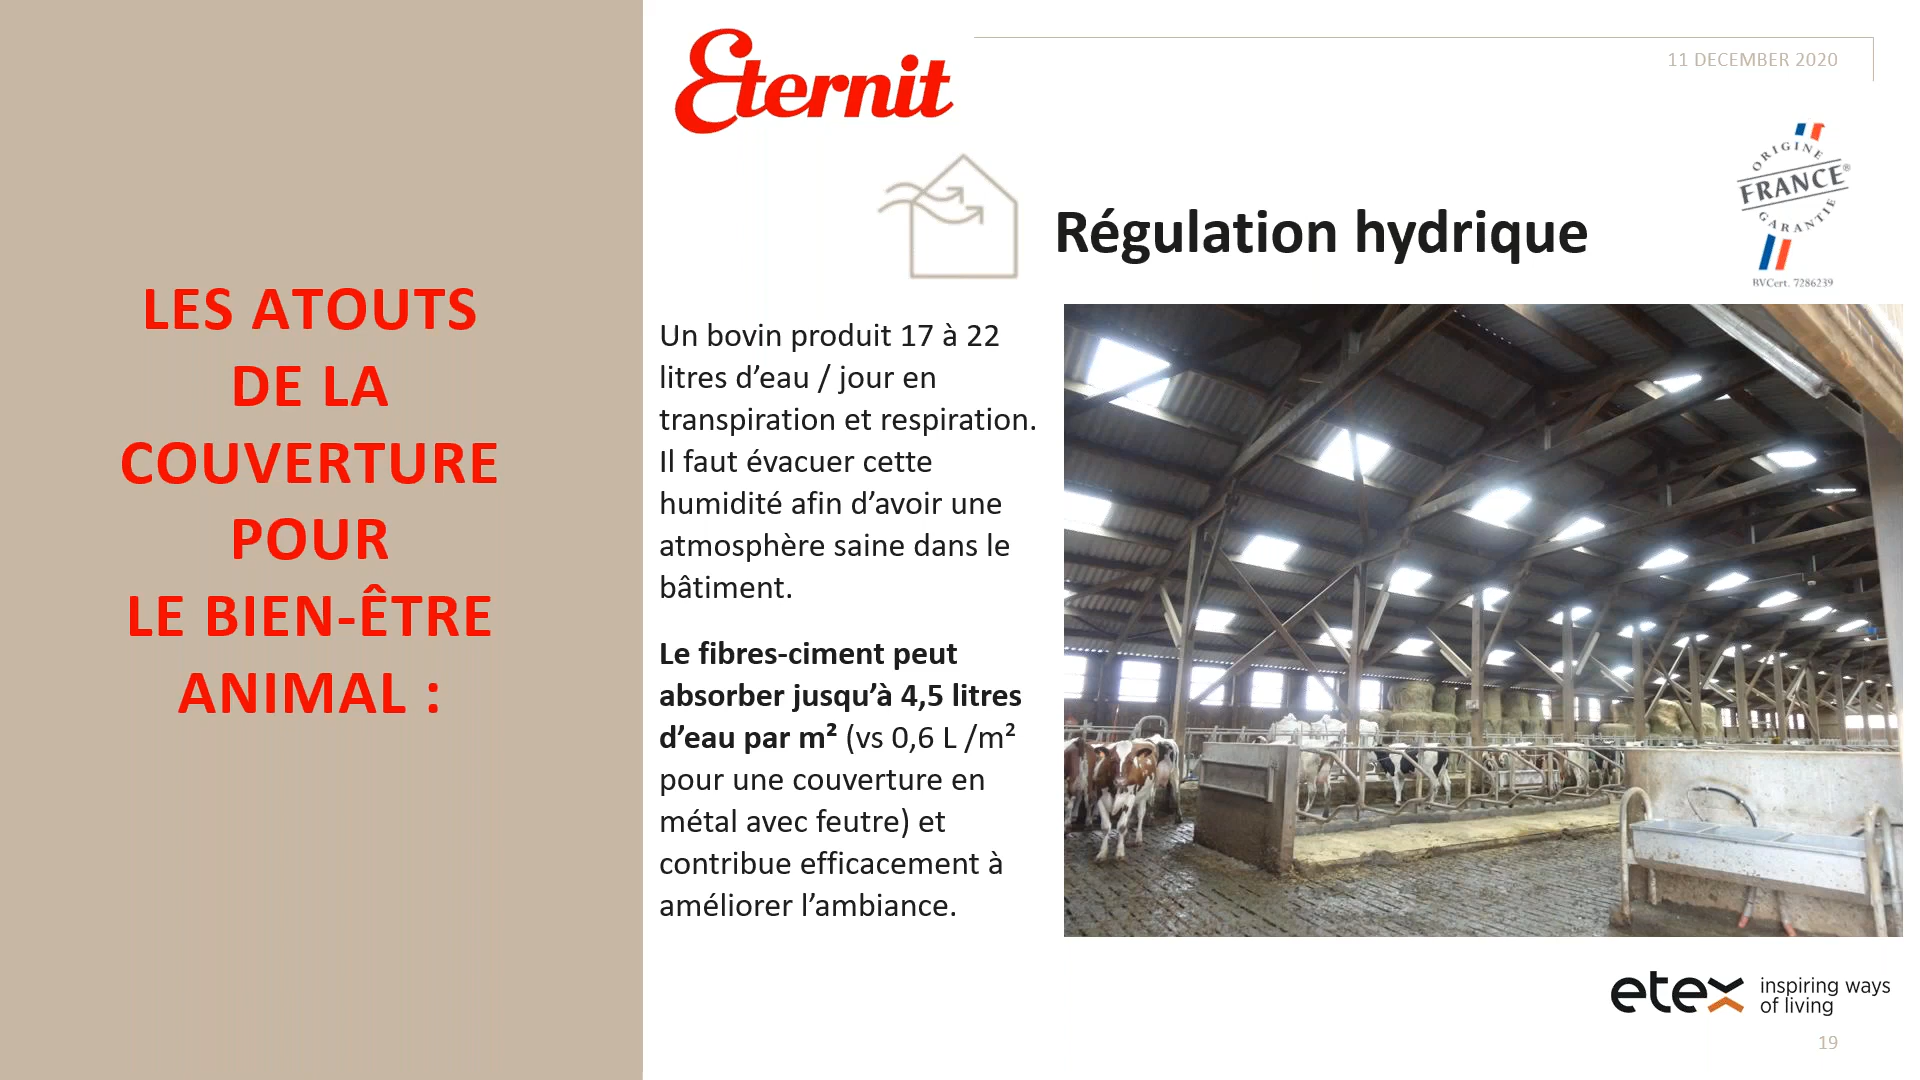 LES ATOUTS
DE LA
COUVERTURE
POUR
LE BIEN-ÊTRE
ANIMAL :
Eternit
11 DECEMBER 2020
ORIGINE
FRANCE®
GARANTIE
BVCert. 7286239
Régulation hydrique
Un bovin produit 17 à 22
litres d’eau / jour en
transpiration et respiration.
Il faut évacuer cette
humidité afin d’avoir une
atmosphère saine dans le
bâtiment.
Le fibres-ciment peut
absorber jusqu’à 4,5 litres
d’eau par m² (vs 0,6 L /m²
pour une couverture en
métal avec feutre) et
contribue efficacement à
améliorer l’ambiance.
etex inspiring ways
of living
19